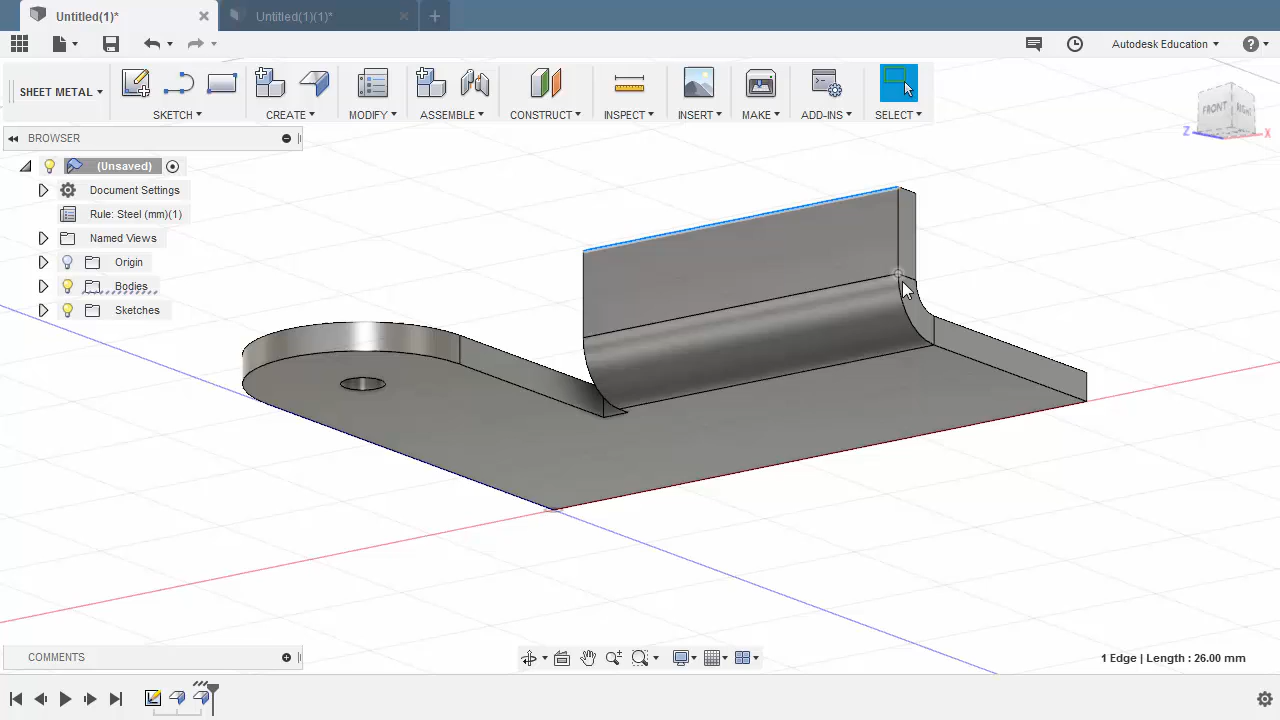 Untitled(1)*
Untitled(1)(1)*
Autodesk Education
SHEET METAL
SKETCH
CREATE
MODIFY
ASSEMBLE
CONSTRUCT
INSPECT
INSERT
MAKE
ADD-INS
SELECT
BROWSER
(Unsaved)
Document Settings
Rule: Steel (mm)(1)
Named Views
Origin
Bodies
Sketches
FRONT
RIGHT
Z
X
COMMENTS
1 Edge | Length : 26.00 mm